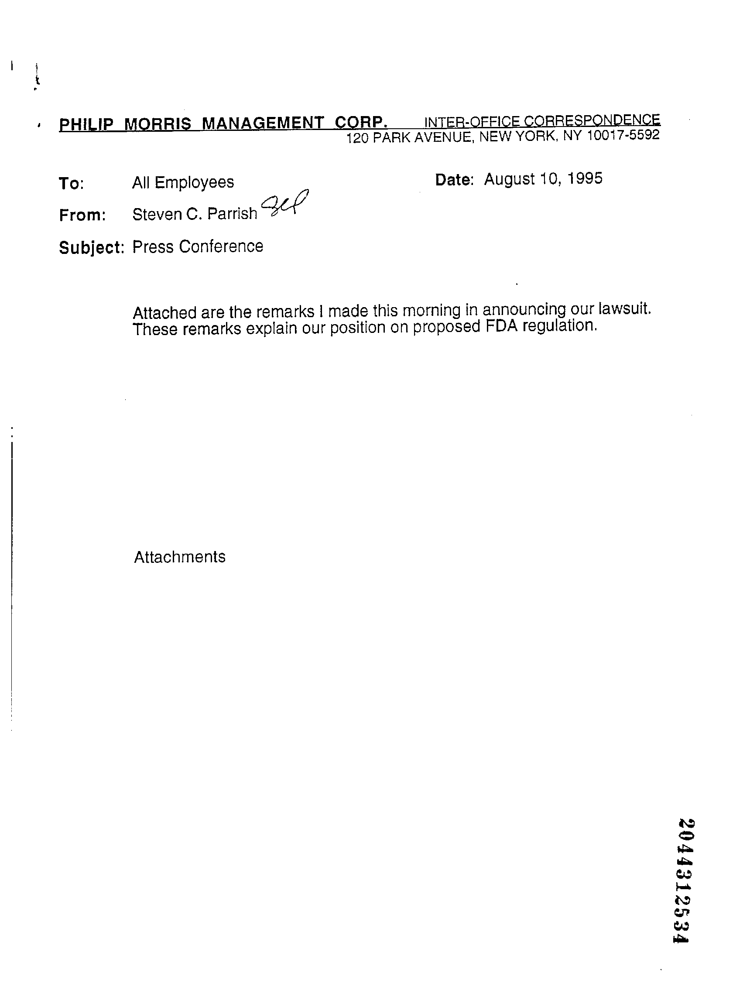 PHILIP MORRIS MANAGEMENT CORP. INTER-OFFICE CORRESPONDENCE
120 PARK AVENUE, NEW YORK, NY 10017-5592
To: All Employees Date: August 10, 1995
From: Steven C. Parrish
Subject: Press Conference
Attached are the remarks I made this morning in announcing our lawsuit.
These remarks explain our position on proposed FDA regulation.
Attachments
2044312534